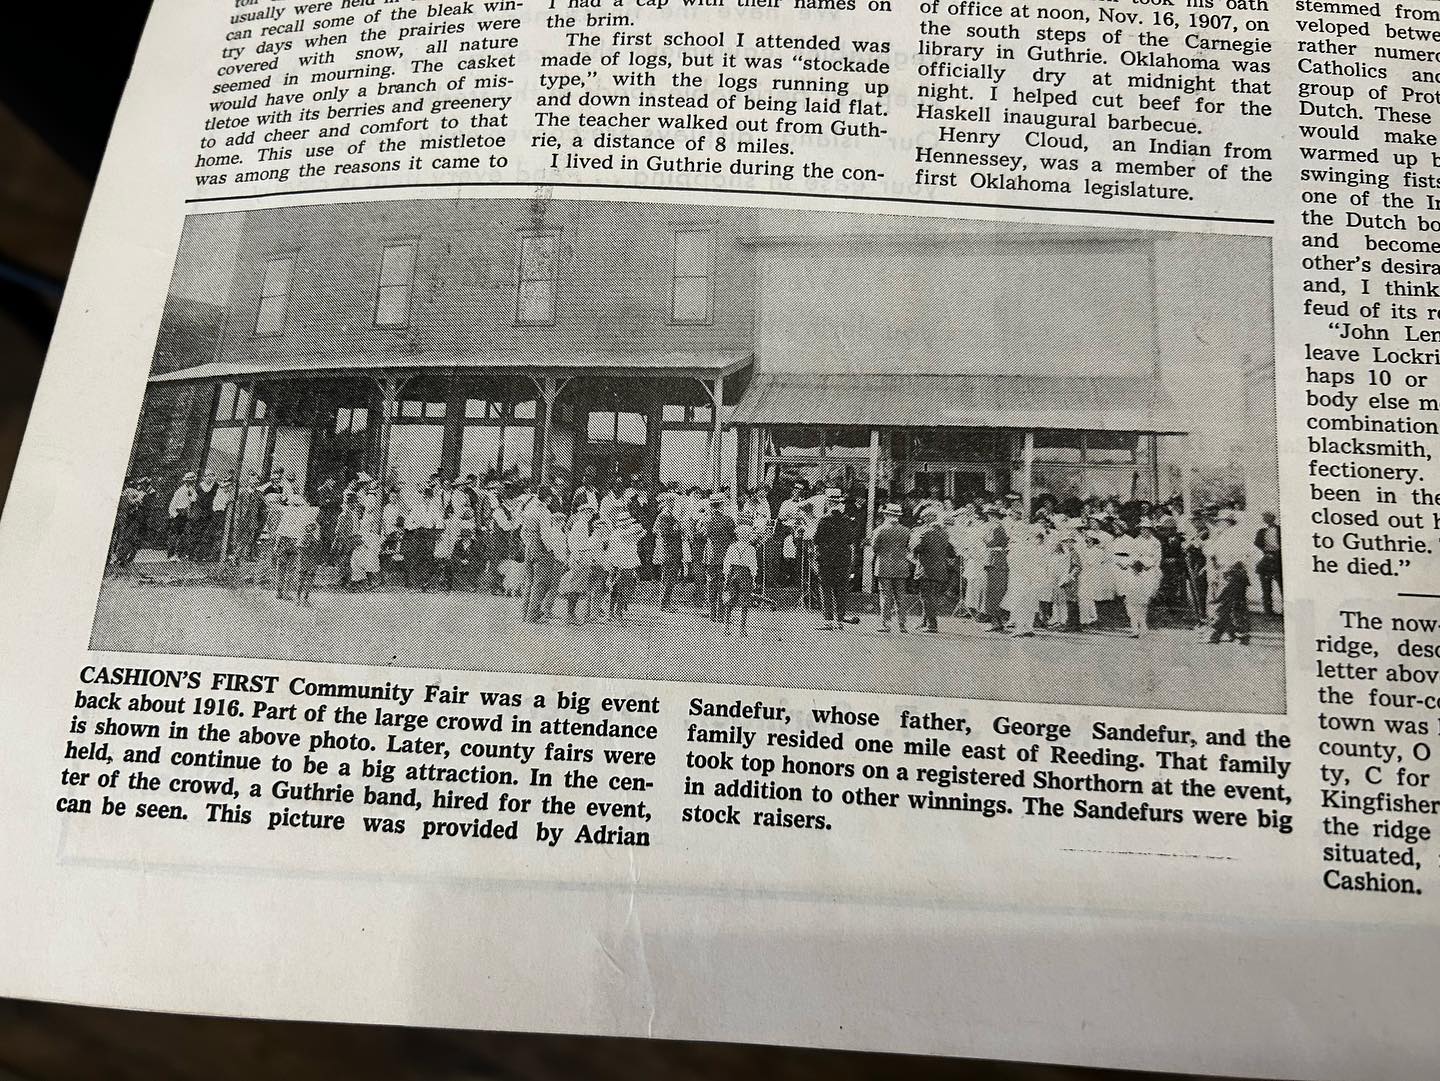 usually were held in
can recall some of the bleak win-
try days when the prairies were
covered with snow, all nature
seemed in mourning. The casket
would have only a branch of mis-
tletoe with its berries and greenery
to add cheer and comfort to that
home. This use of the mistletoe
was among the reasons it came to
I had a cap with their names on
the brim.
The first school I attended was
made of logs, but it was “stockade
type,” with the logs running up
and down instead of being laid flat.
The teacher walked out from Guth-
rie, a distance of 8 miles.
I lived in Guthrie during the con-
took his oath
of office at noon, Nov. 16, 1907, on
the south steps of the Carnegie
library in Guthrie. Oklahoma was
officially dry at midnight that
night. I helped cut beef for the
Haskell inaugural barbecue.
Henry Cloud, an Indian from
Hennessey, was a member of the
first Oklahoma legislature.
stemmed from
veloped betwe
rather numero
Catholics and
group of Prot
Dutch. These
would make
warmed up b
swinging fists
one of the Ir
the Dutch bo
and become
other’s desira
and, I think
feud of its re
“John Len
leave Lockri
haps 10 or
body else m
combination
blacksmith,
fectionery.
been in the
closed out h
to Guthrie.
he died.”
The now-
ridge, desc
letter abov
the four-co
town was
county, O
ty, C for
Kingfisher
the ridge
situated,
Cashion.
CASHION’S FIRST Community Fair was a big event
back about 1916. Part of the large crowd in attendance
is shown in the above photo. Later, county fairs were
held, and continue to be a big attraction. In the cen-
ter of the crowd, a Guthrie band, hired for the event,
can be seen. This picture was provided by Adrian
Sandefur, whose father, George Sandefur, and the
family resided one mile east of Reeding. That family
took top honors on a registered Shorthorn at the event,
in addition to other winnings. The Sandefurs were big
stock raisers.